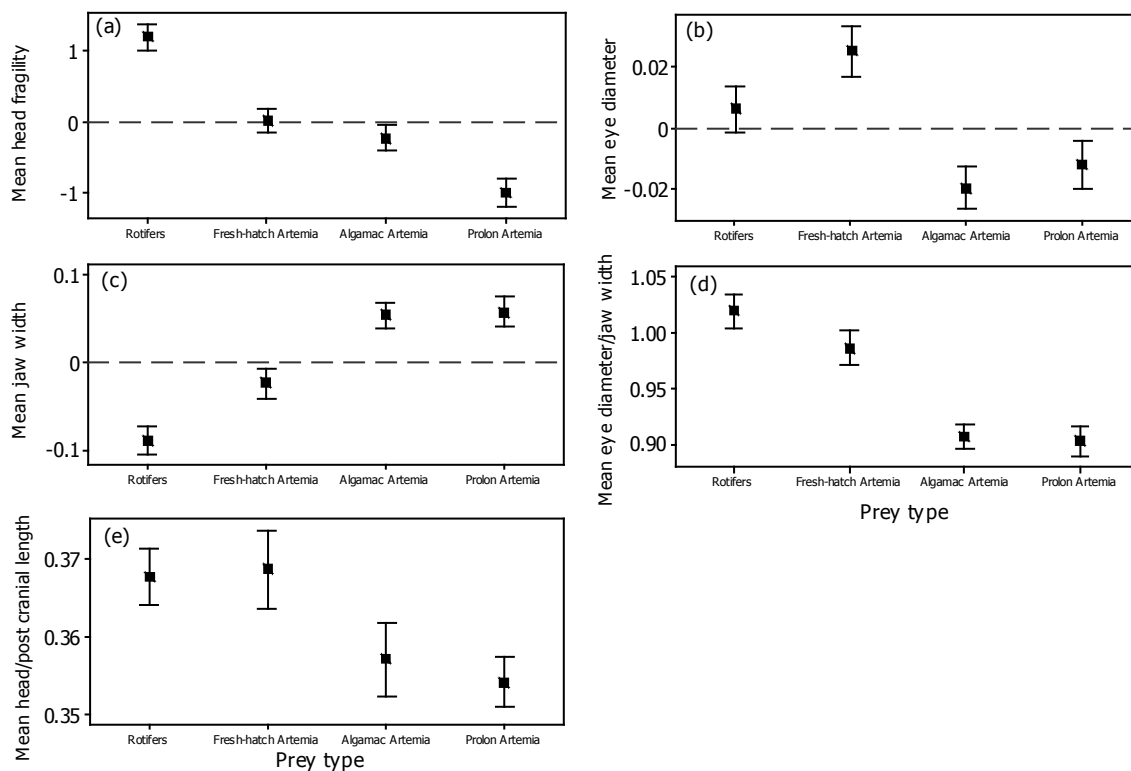 (a)
Mean head fragility
1
0
-1
Rotifers Fresh-hatch Artemia Algamac Artemia Prolon Artemia
(b)
Mean eye diameter
0.02
0
-0.02
Rotifers Fresh-hatch Artemia Algamac Artemia Prolon Artemia
(c)
Mean jaw width
0.1
0
-0.1
Rotifers Fresh-hatch Artemia Algamac Artemia Prolon Artemia
(d)
Mean eye diameter/jaw width
1.05
1.00
0.95
0.90
Rotifers Fresh-hatch Artemia Algamac Artemia Prolon Artemia
Prey type
(e)
Mean head/post cranial length
0.37
0.36
0.35
Rotifers Fresh-hatch Artemia Algamac Artemia Prolon Artemia
Prey type